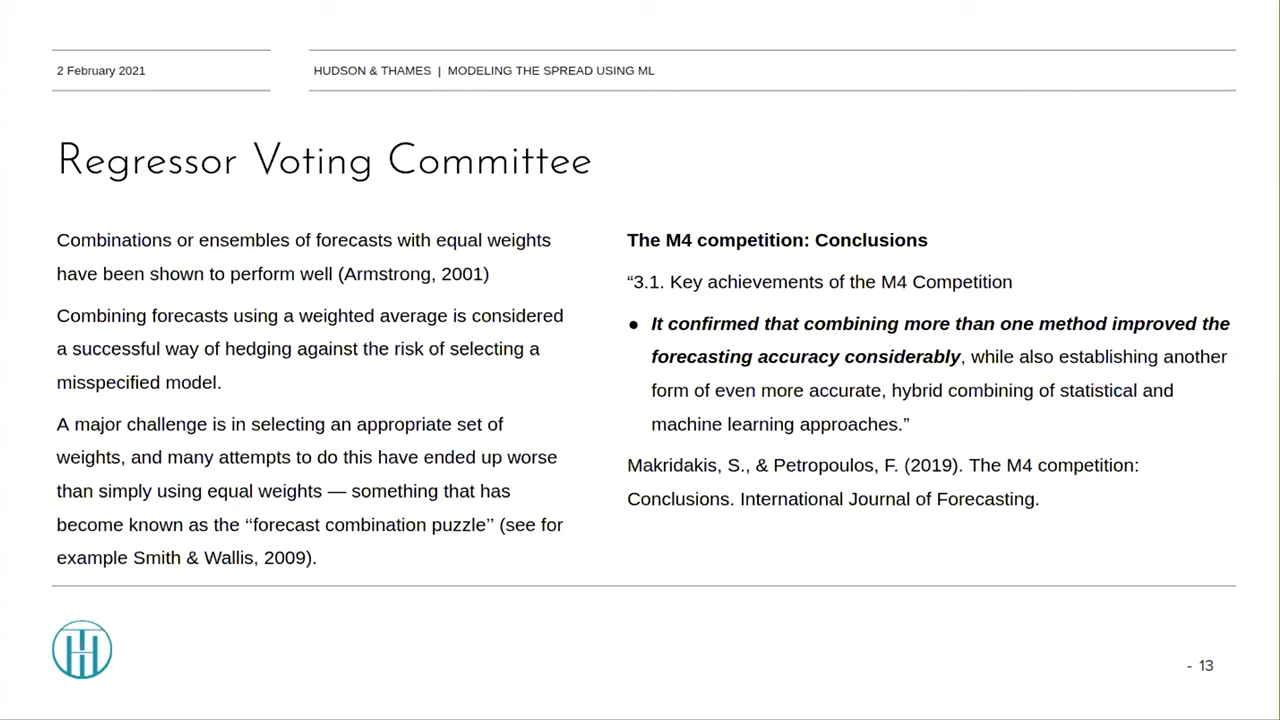 2 February 2021
HUDSON & THAMES | MODELING THE SPREAD USING ML
Regressor Voting Committee
Combinations or ensembles of forecasts with equal weights
have been shown to perform well (Armstrong, 2001)
Combining forecasts using a weighted average is considered
a successful way of hedging against the risk of selecting a
misspecified model.
A major challenge is in selecting an appropriate set of
weights, and many attempts to do this have ended up worse
than simply using equal weights — something that has
become known as the ‘‘forecast combination puzzle’’ (see for
example Smith & Wallis, 2009).
The M4 competition: Conclusions
“3.1. Key achievements of the M4 Competition
● It confirmed that combining more than one method improved the
forecasting accuracy considerably, while also establishing another
form of even more accurate, hybrid combining of statistical and
machine learning approaches.”
Makridakis, S., & Petropoulos, F. (2019). The M4 competition:
Conclusions. International Journal of Forecasting.
- 13